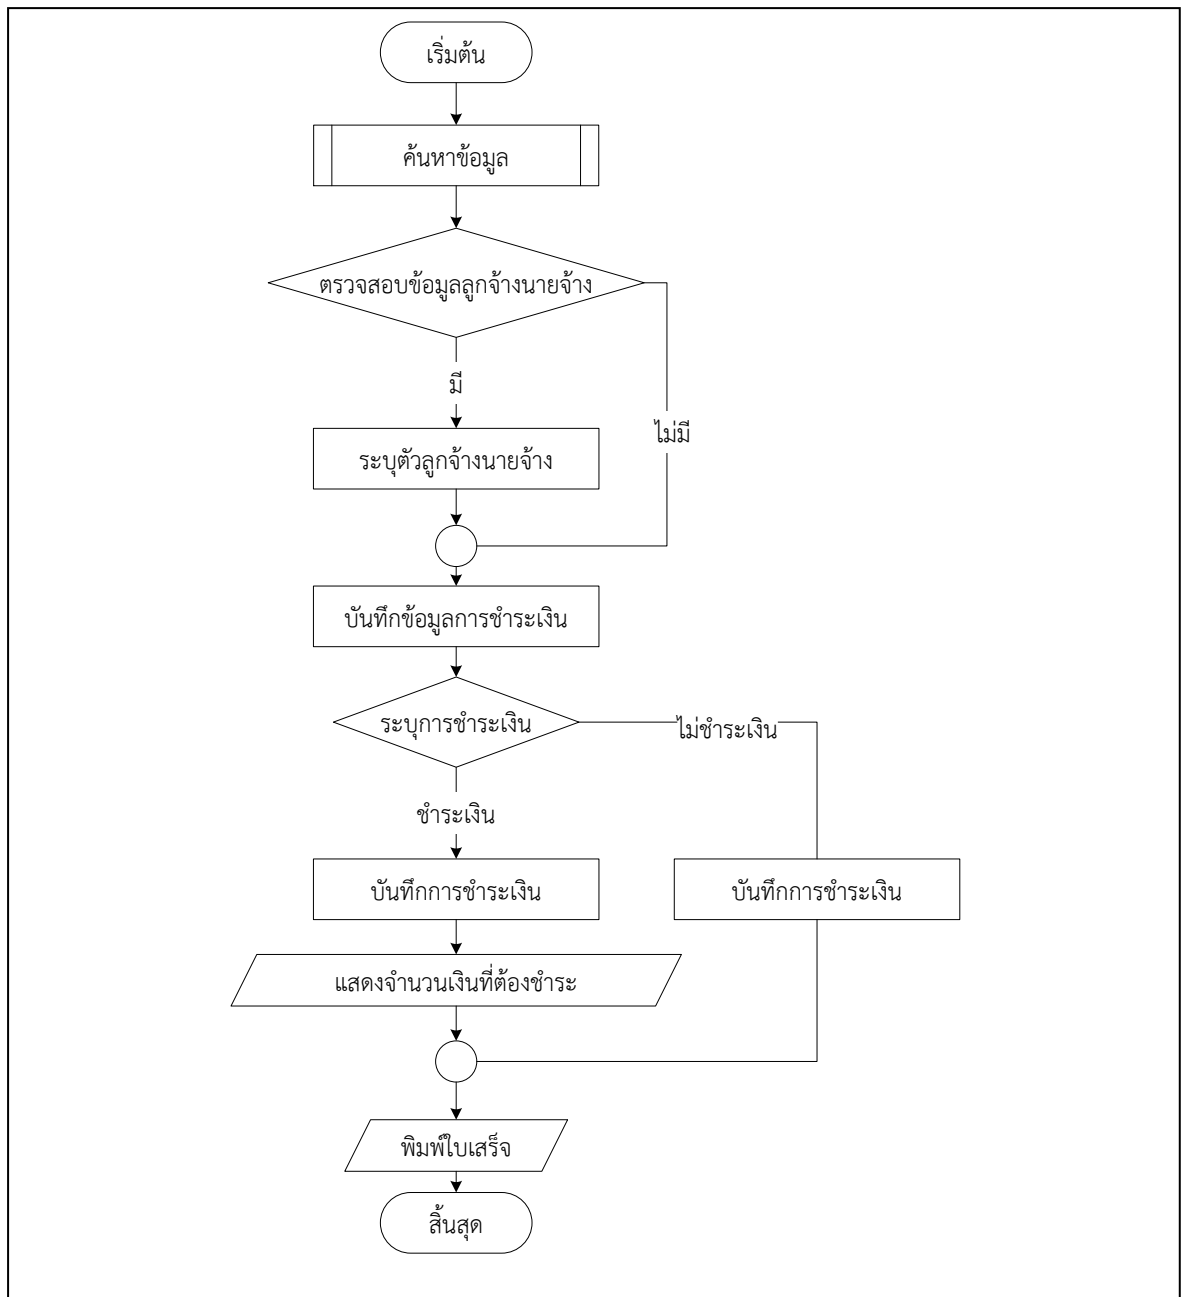 เริ่มต้น
ค้นหาข้อมูล
ตรวจสอบข้อมูลลูกจ้างนายจ้าง
มี
ไม่มี
ระบุตัวลูกจ้างนายจ้าง
บันทึกข้อมูลการชำระเงิน
ระบุการชำระเงิน
ไม่ชำระเงิน
ชำระเงิน
บันทึกการชำระเงิน
บันทึกการชำระเงิน
แสดงจำนวนเงินที่ต้องชำระ
พิมพ์ใบเสร็จ
สิ้นสุด